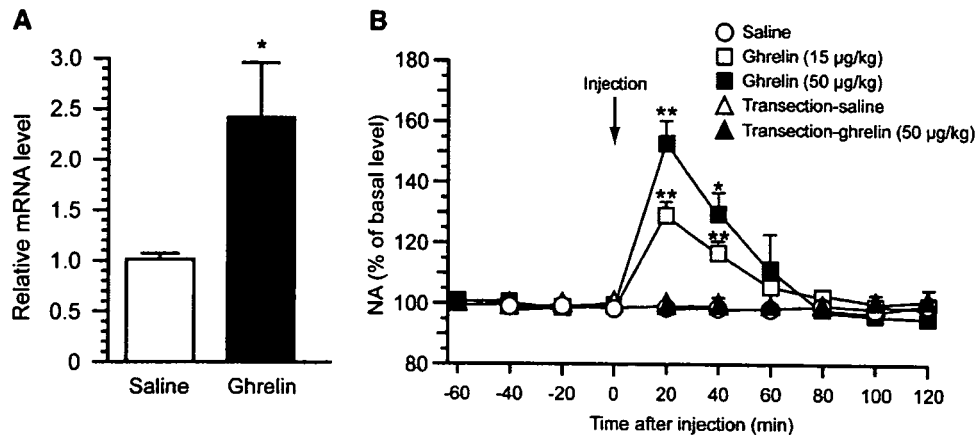 A
Relative mRNA level
3.0
2.5
2.0
1.5
1.0
0.5
0
*
Saline
Ghrelin
B
NA (% of basal level)
160
140
120
100
80
Injection
**
*
**
**
Saline
Ghrelin (15 µg/kg)
Ghrelin (50 µg/kg)
Transection-saline
Transection-ghrelin (50 µg/kg)
-60 -40 -20 0 20 40 60 80 100 120
Time after injection (min)